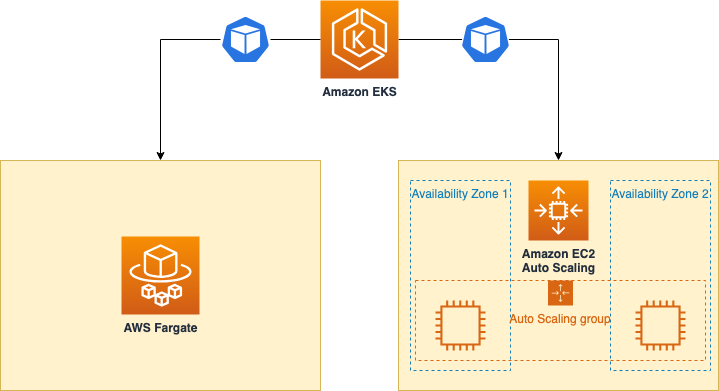 Amazon EKS
Availability Zone 1
Availability Zone 2
Amazon EC2
Auto Scaling
Auto Scaling group
AWS Fargate